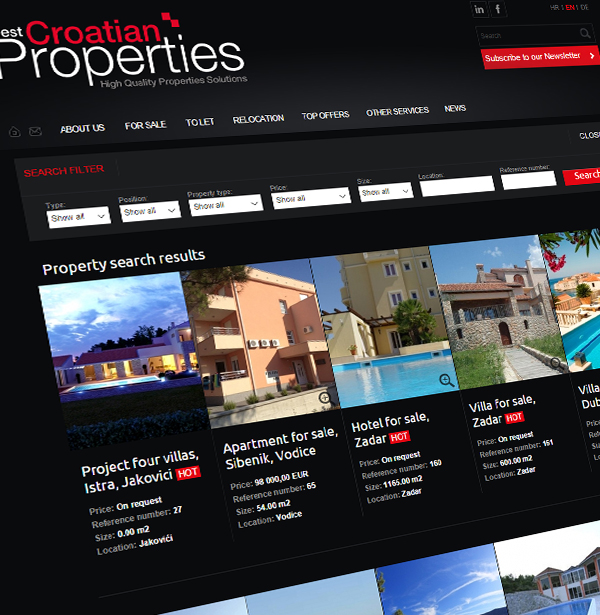 est Croatian
Properties
High Quality Properties Solutions
HR | EN | DE
Search
Subscribe to our Newsletter
ABOUT US
FOR SALE
TO LET
RELOCATION
TOP OFFERS
OTHER SERVICES
NEWS
SEARCH FILTER
CLOS
Type:
Position:
Property type:
Price:
Size:
Location:
Reference number:
Show all
Show all
Show all
Show all
Show all
Search
Property search results
Project four villas,
Istra, Jakovici HOT
Price: On request
Reference number: 27
Size: 0.00 m2
Location: Jakovići
Apartment for sale,
Sibenik, Vodice
Price: 98 000,00 EUR
Reference number: 65
Size: 54.00 m2
Location: Vodice
Hotel for sale,
Zadar HOT
Price: On request
Reference number: 160
Size: 1165.00 m2
Location: Zadar
Villa for sale,
Zadar HOT
Price: On request
Reference number: 161
Size: 600.00 m2
Location: Zadar
Villa
Dub
Price:
Refere
Size:
Loc